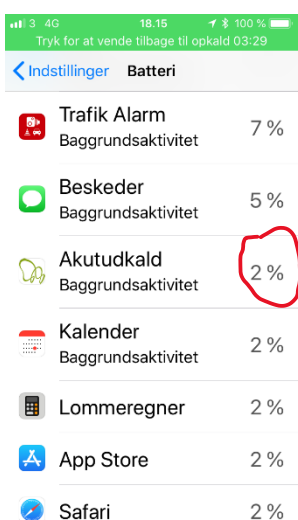 3 4G 18.15 100 %
Tryk for at vende tilbage til opkald 03:29
Indstillinger Batteri
Trafik Alarm
Baggrundsaktivitet 7 %
Beskeder
Baggrundsaktivitet 5 %
Akutudkald
Baggrundsaktivitet 2 %
Kalender
Baggrundsaktivitet 2 %
Lommeregner 2 %
App Store 2 %
Safari 2 %